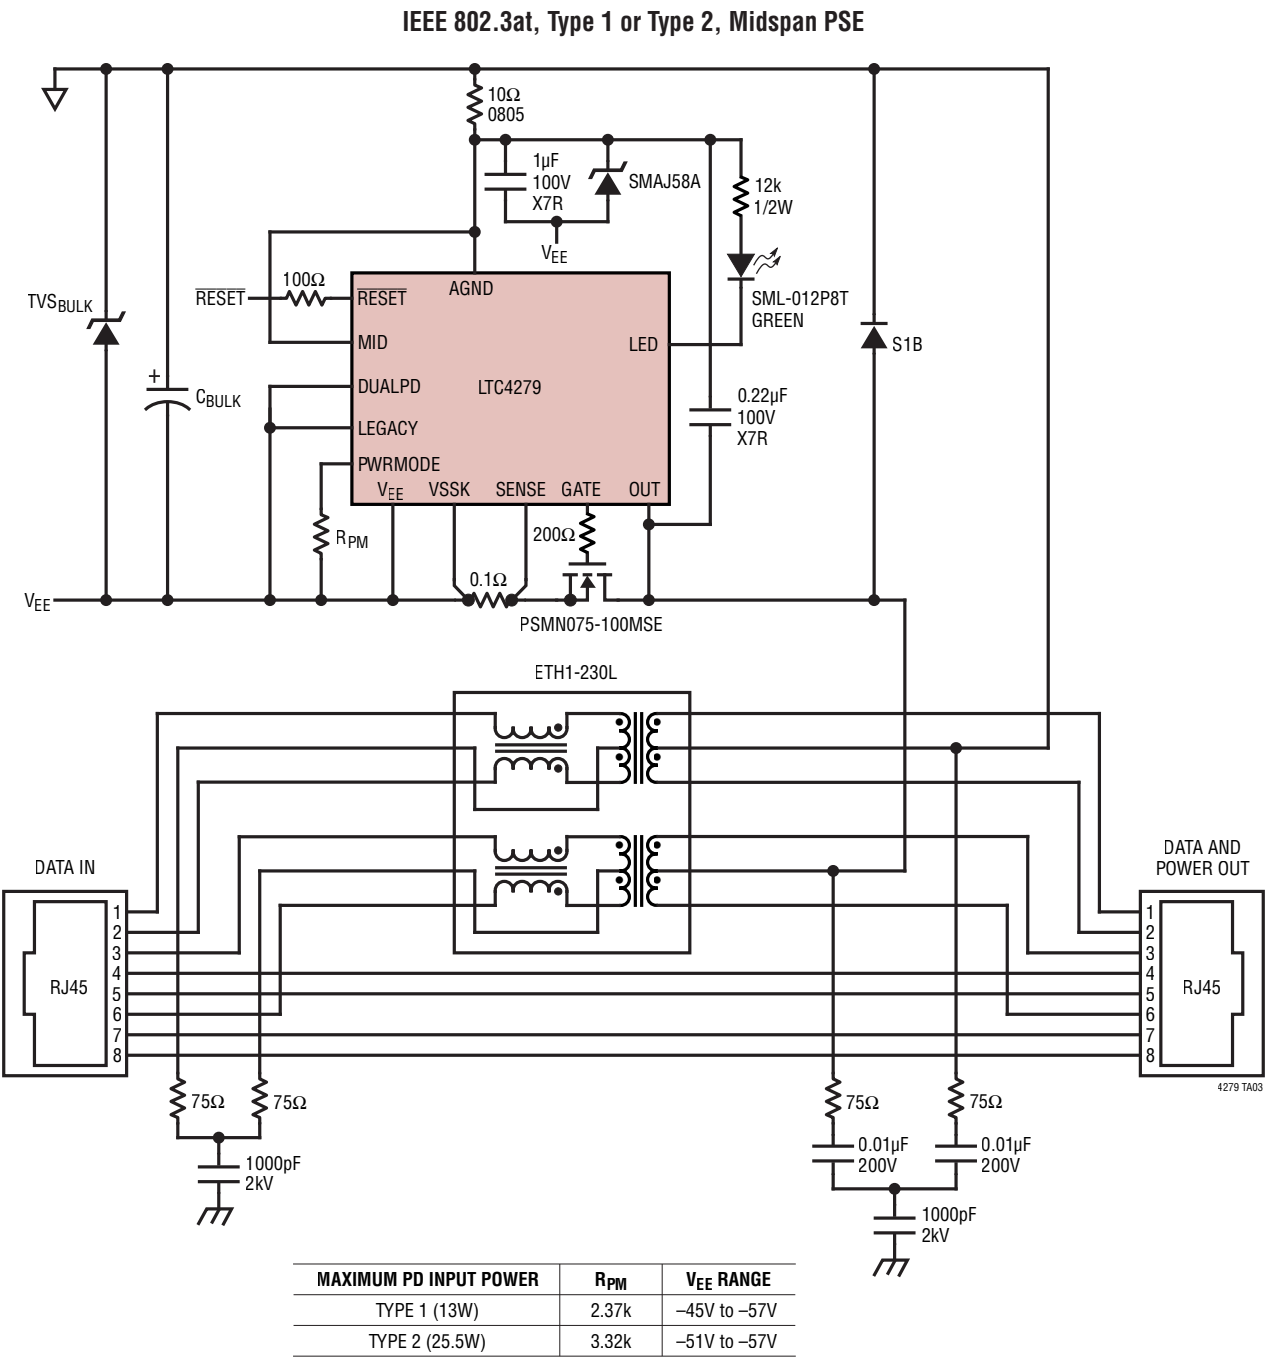 IEEE 802.3at, Type 1 or Type 2, Midspan PSE
10Ω
0805
1µF
100V
X7R
SMAJ58A
12k
1/2W
VEE
TVSBULK
RESET
100Ω
RESET
AGND
SML-012P8T
GREEN
MID
LED
S1B
+
CBULK
DUALPD
LTC4279
0.22µF
100V
X7R
LEGACY
PWRMODE
VEE
VSSK
SENSE
GATE
OUT
RPM
200Ω
0.1Ω
VEE
PSMN075-100MSE
ETH1-230L
DATA IN
DATA AND
POWER OUT
1
2
3
4
5
6
7
8
RJ45
1
2
3
4
5
6
7
8
RJ45
4279 TA03
75Ω
75Ω
75Ω
75Ω
1000pF
2kV
0.01µF
200V
0.01µF
200V
1000pF
2kV
MAXIMUM PD INPUT POWER RPM VEE RANGE
TYPE 1 (13W) 2.37k –45V to –57V
TYPE 2 (25.5W) 3.32k –51V to –57V